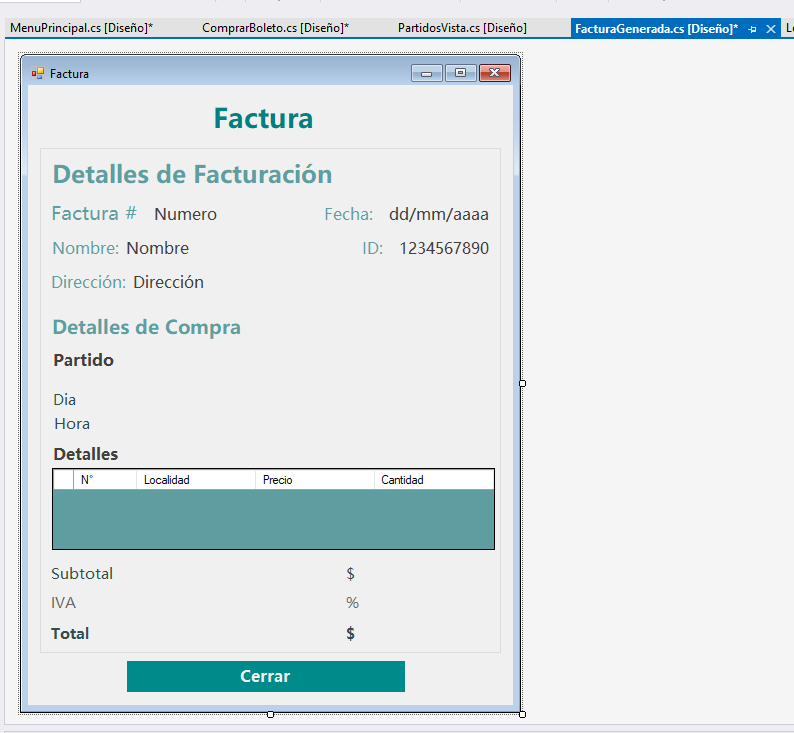 MenuPrincipal.cs [Diseño]* ComprarBoleto.cs [Diseño]* PartidosVista.cs [Diseño] FacturaGenerada.cs [Diseño]*
Factura
Factura
Detalles de Facturación
Factura # Numero Fecha: dd/mm/aaaa
Nombre: Nombre ID: 1234567890
Dirección: Dirección
Detalles de Compra
Partido
Dia
Hora
Detalles
N° Localidad Precio Cantidad
Subtotal $
IVA %
Total $
Cerrar